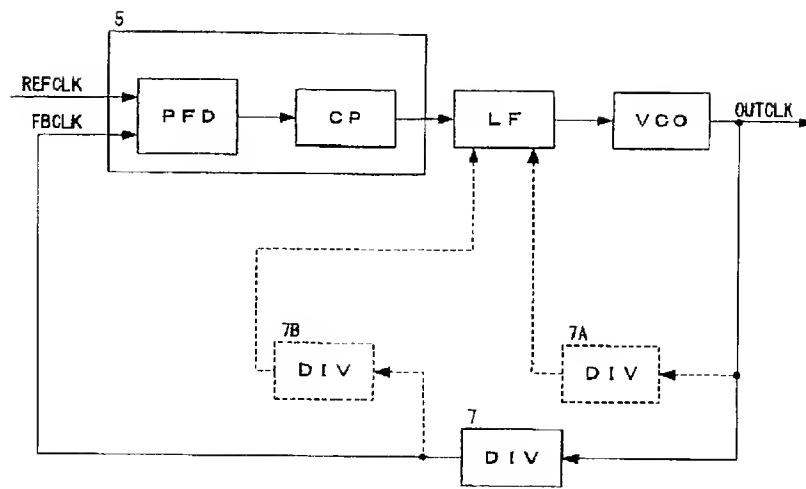 5
REFCLK
FBCLK
PFD
CP
LF
VCO
OUTCLK
7B
DIV
7A
DIV
7
DIV